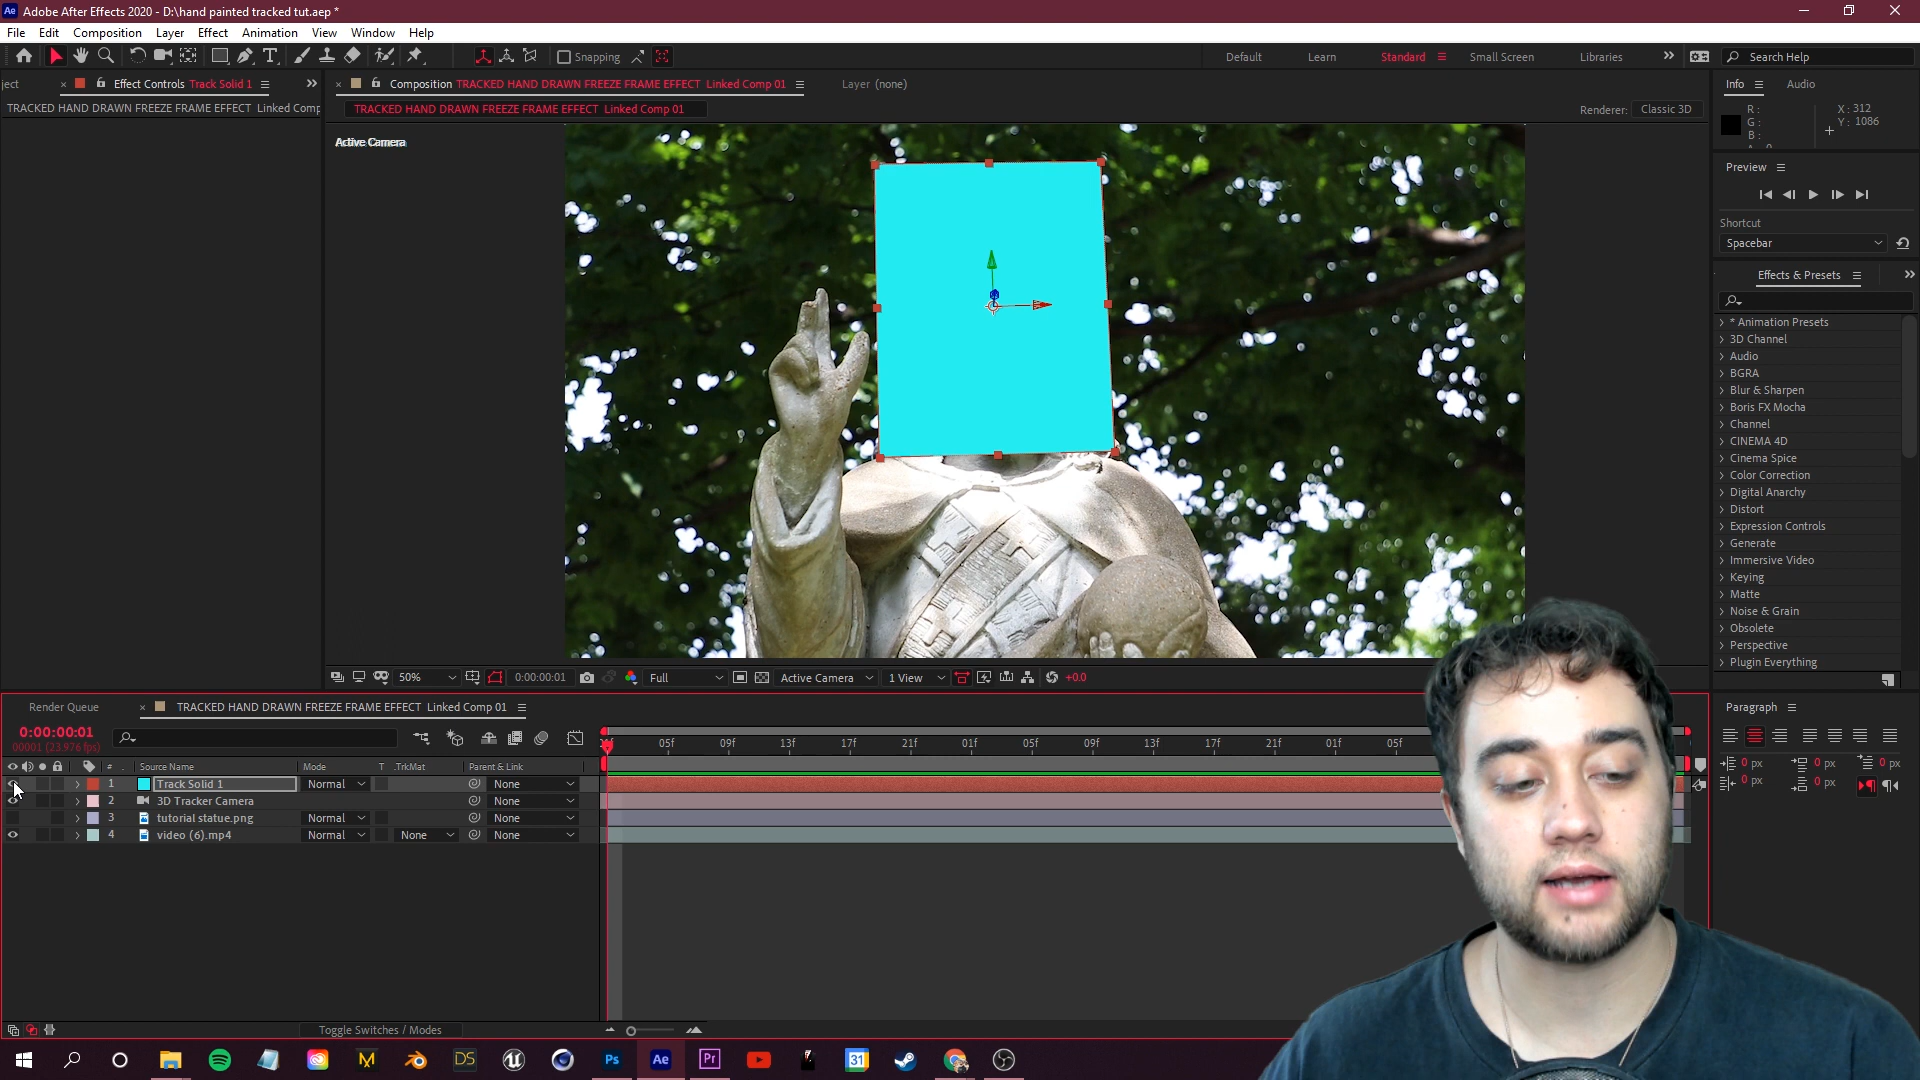 Adobe After Effects 2020 - D:\hand painted tracked tut.aep *
File Edit Composition Layer Effect Animation View Window Help
Snapping
Default Learn Standard Small Screen Libraries Search Help
ject Effect Controls Track Solid 1
Composition TRACKED HAND DRAWN FREEZE FRAME EFFECT Linked Comp 01 Layer (none)
Info Audio
TRACKED HAND DRAWN FREEZE FRAME EFFECT Linked Comp
TRACKED HAND DRAWN FREEZE FRAME EFFECT Linked Comp 01
Renderer: Classic 3D
R :
G :
B :
X : 312
Y : 1086
Active Camera
Preview
Shortcut
Spacebar
Effects & Presets
* Animation Presets
3D Channel
Audio
BGRA
Blur & Sharpen
Boris FX Mocha
Channel
CINEMA 4D
Cinema Spice
Color Correction
Digital Anarchy
Distort
Expression Controls
Generate
Immersive Video
Keying
Matte
Noise & Grain
Obsolete
Perspective
Plugin Everything
50% 0:00:00:01 Full Active Camera 1 View +0.0
Render Queue TRACKED HAND DRAWN FREEZE FRAME EFFECT Linked Comp 01
Paragraph
0:00:00:01
00001 (23.976 fps)
05f 09f 13f 17f 21f 01f 05f 09f 13f 17f 21f 01f 05f
# Source Name Mode T .TrkMat Parent & Link
1 Track Solid 1 Normal None
2 3D Tracker Camera None
3 tutorial statue.png Normal None
4 video (6).mp4 Normal None None
0 px 0 px 0 px
0 px 0 px
Toggle Switches / Modes
M DS Ps Ae Pr 31